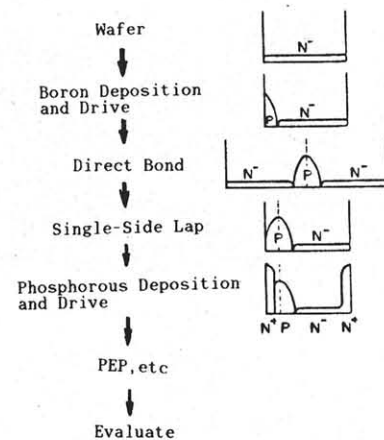 Wafer
N-
Boron Deposition
and Drive
P N-
Direct Bond
N- P N-
Single-Side Lap
P N-
Phosphorous Deposition
and Drive
N+ P N- N+
PEP,etc
Evaluate